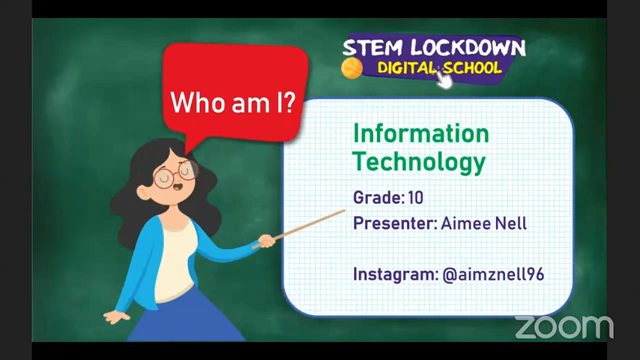 STEM LOCKDOWN
DIGITAL SCHOOL
Who am I?
Information
Technology
Grade: 10
Presenter: Aimee Nell
Instagram: @aimznell96
zoom